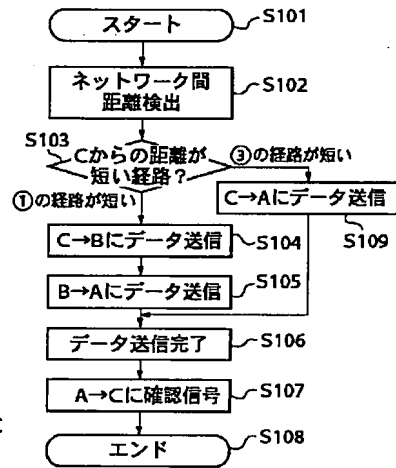 スタート
S101
ネットワーク間
距離検出
S102
S103
Cからの距離が
短い経路？
③の経路が短い
①の経路が短い
C→Aにデータ送信
S109
C→Bにデータ送信
S104
B→Aにデータ送信
S105
データ送信完了
S106
A→Cに確認信号
S107
エンド
S108